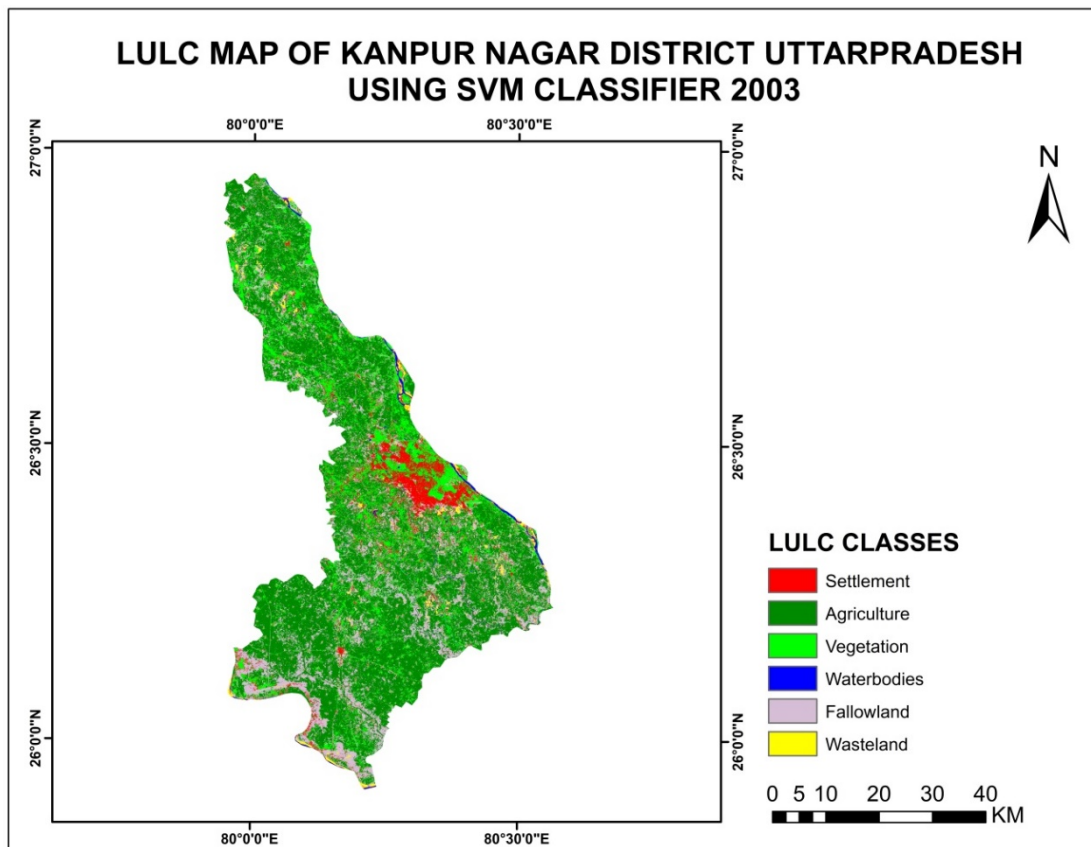 LULC MAP OF KANPUR NAGAR DISTRICT UTTARPRADESH
USING SVM CLASSIFIER 2003
80°0'0"E 80°30'0"E
27°0'0"N 27°0'0"N
N
26°30'0"N 26°30'0"N
LULC CLASSES
Settlement
Agriculture
Vegetation
Waterbodies
Fallowland
Wasteland
26°0'0"N 26°0'0"N
0 5 10 20 30 40
KM
80°0'0"E 80°30'0"E